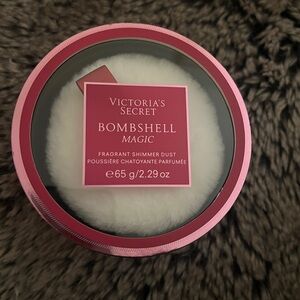 VICTORIA'S
SECRET
BOMBSHELL
MAGIC
FRAGRANT SHIMMER DUST
POUSSIÈRE CHATOYANTE PARFUMÉE
℮65 g/2.29 oz